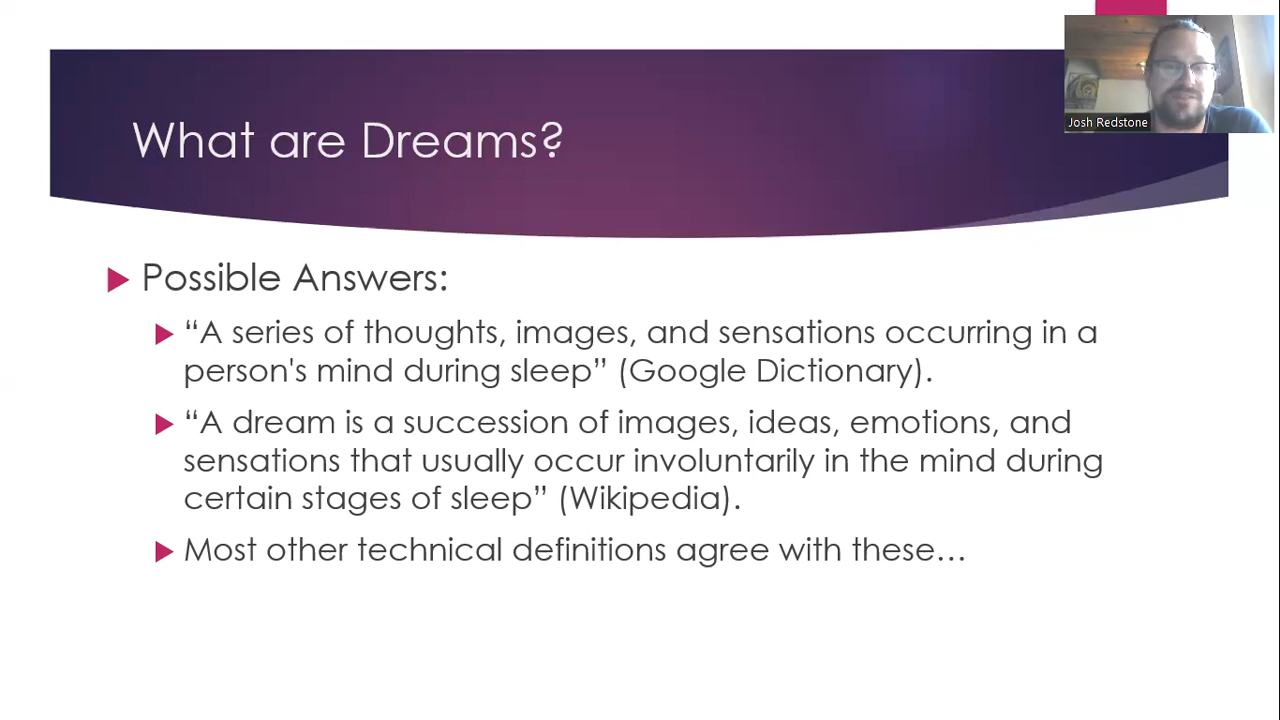 Josh Redstone
What are Dreams?
Possible Answers:
“A series of thoughts, images, and sensations occurring in a
person's mind during sleep” (Google Dictionary).
“A dream is a succession of images, ideas, emotions, and
sensations that usually occur involuntarily in the mind during
certain stages of sleep” (Wikipedia).
Most other technical definitions agree with these…